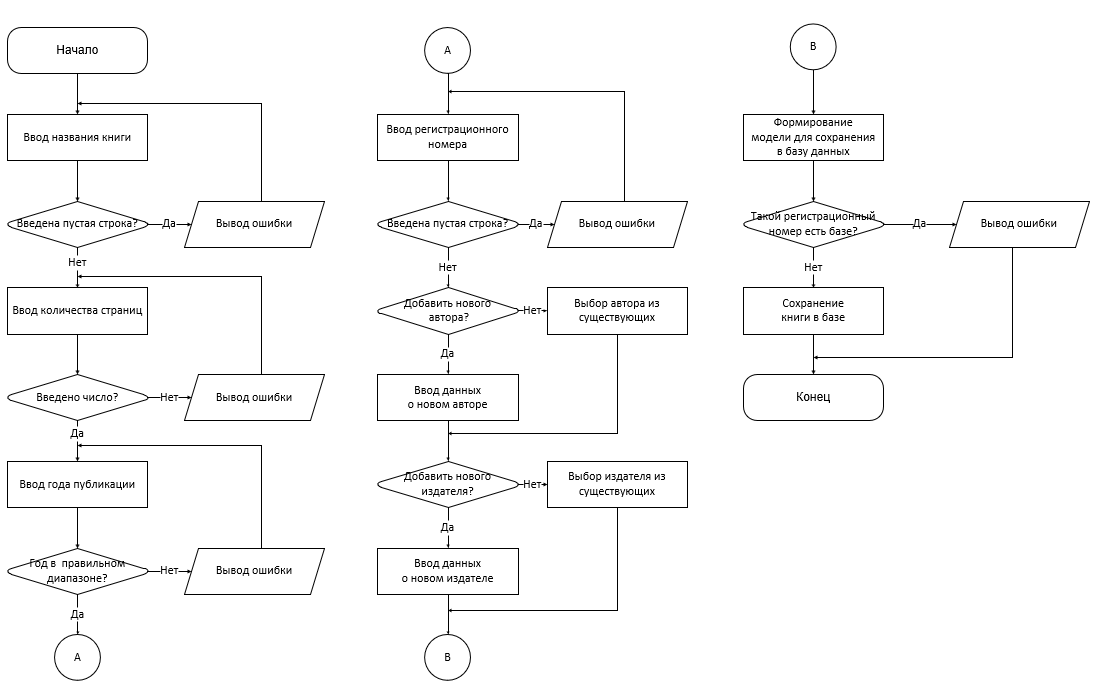 Начало
Ввод названия книги
Введена пустая строка?
Да
Вывод ошибки
Нет
Ввод количества страниц
Введено число?
Нет
Вывод ошибки
Да
Ввод года публикации
Год в правильном
диапазоне?
Нет
Вывод ошибки
Да
A
A
Ввод регистрационного
номера
Введена пустая строка?
Да
Вывод ошибки
Нет
Добавить нового
автора?
Нет
Выбор автора из
существующих
Да
Ввод данных
о новом авторе
Добавить нового
издателя?
Нет
Выбор издателя из
существующих
Да
Ввод данных
о новом издателе
B
B
Формирование
модели для сохранения
в базу данных
Такой регистрационный
номер есть базе?
Да
Вывод ошибки
Нет
Сохранение
книги в базе
Конец